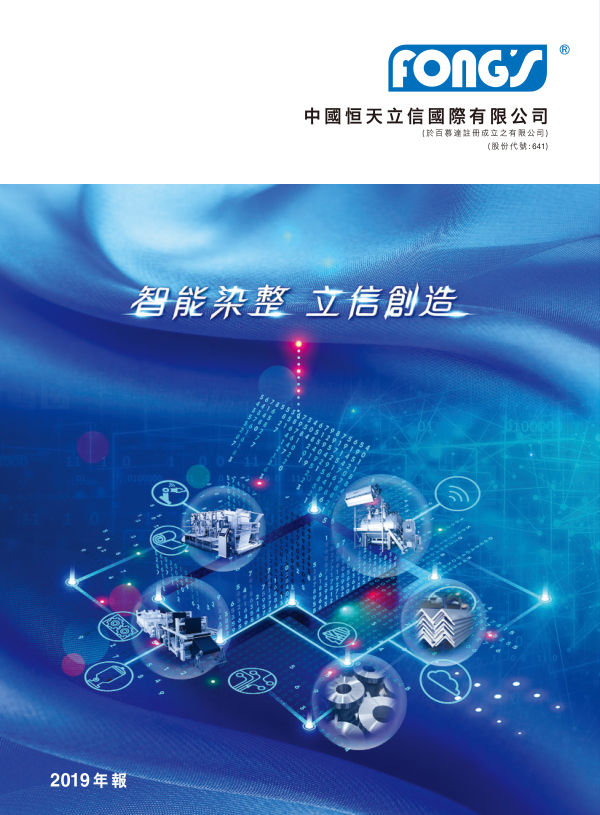 FONG'S®
中國恒天立信國際有限公司
(於百慕達註冊成立之有限公司)
(股份代號:641)
智能染整 立信創造
2019年報